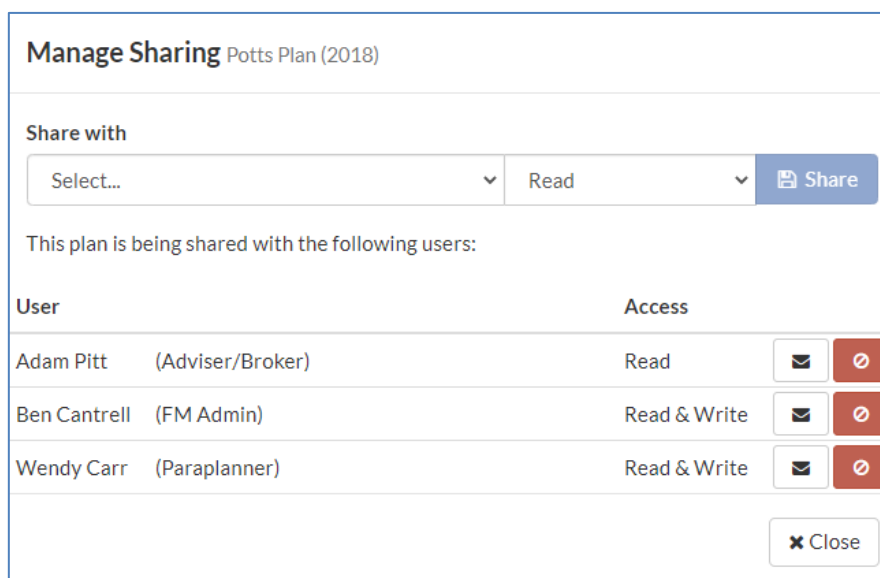 Manage Sharing Potts Plan (2018)
Share with
Select... Read Share
This plan is being shared with the following users:
User Access
Adam Pitt (Adviser/Broker) Read
Ben Cantrell (FM Admin) Read & Write
Wendy Carr (Paraplanner) Read & Write
Close